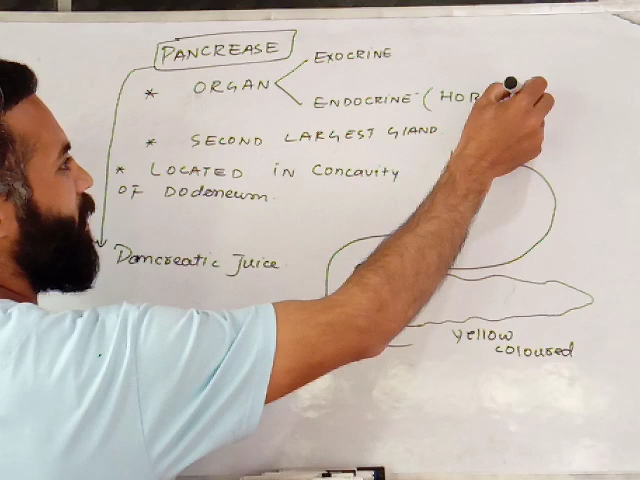 PANCREASE
EXOCRINE
* ORGAN
ENDOCRINE (HOR
* SECOND LARGEST GLAND
* LOCATED IN CONCAVITY
OF DODENEUM.
Pancreatic Juice
yellow
coloured